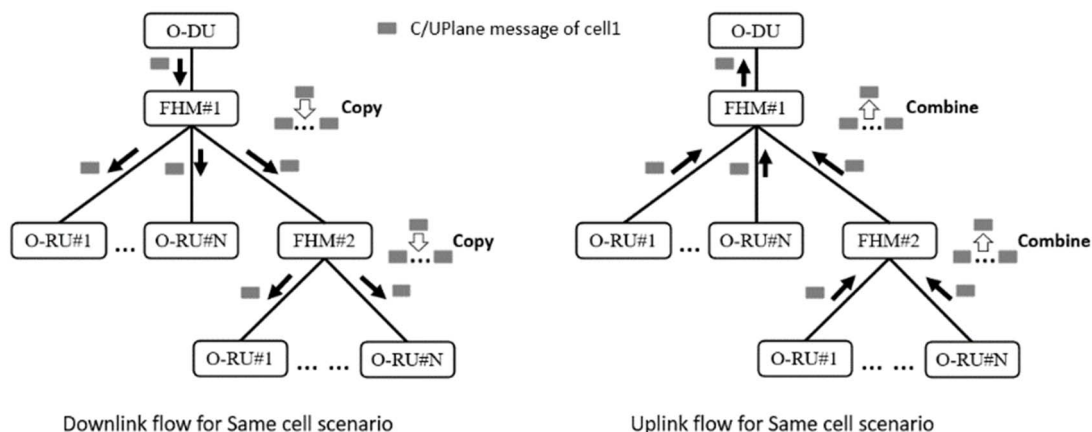 O-DU
C/UPlane message of cell1
FHM#1
Copy
O-RU#1
...
O-RU#N
FHM#2
Copy
O-RU#1
... ...
O-RU#N
Downlink flow for Same cell scenario
O-DU
FHM#1
Combine
O-RU#1
...
O-RU#N
FHM#2
Combine
O-RU#1
... ...
O-RU#N
Uplink flow for Same cell scenario